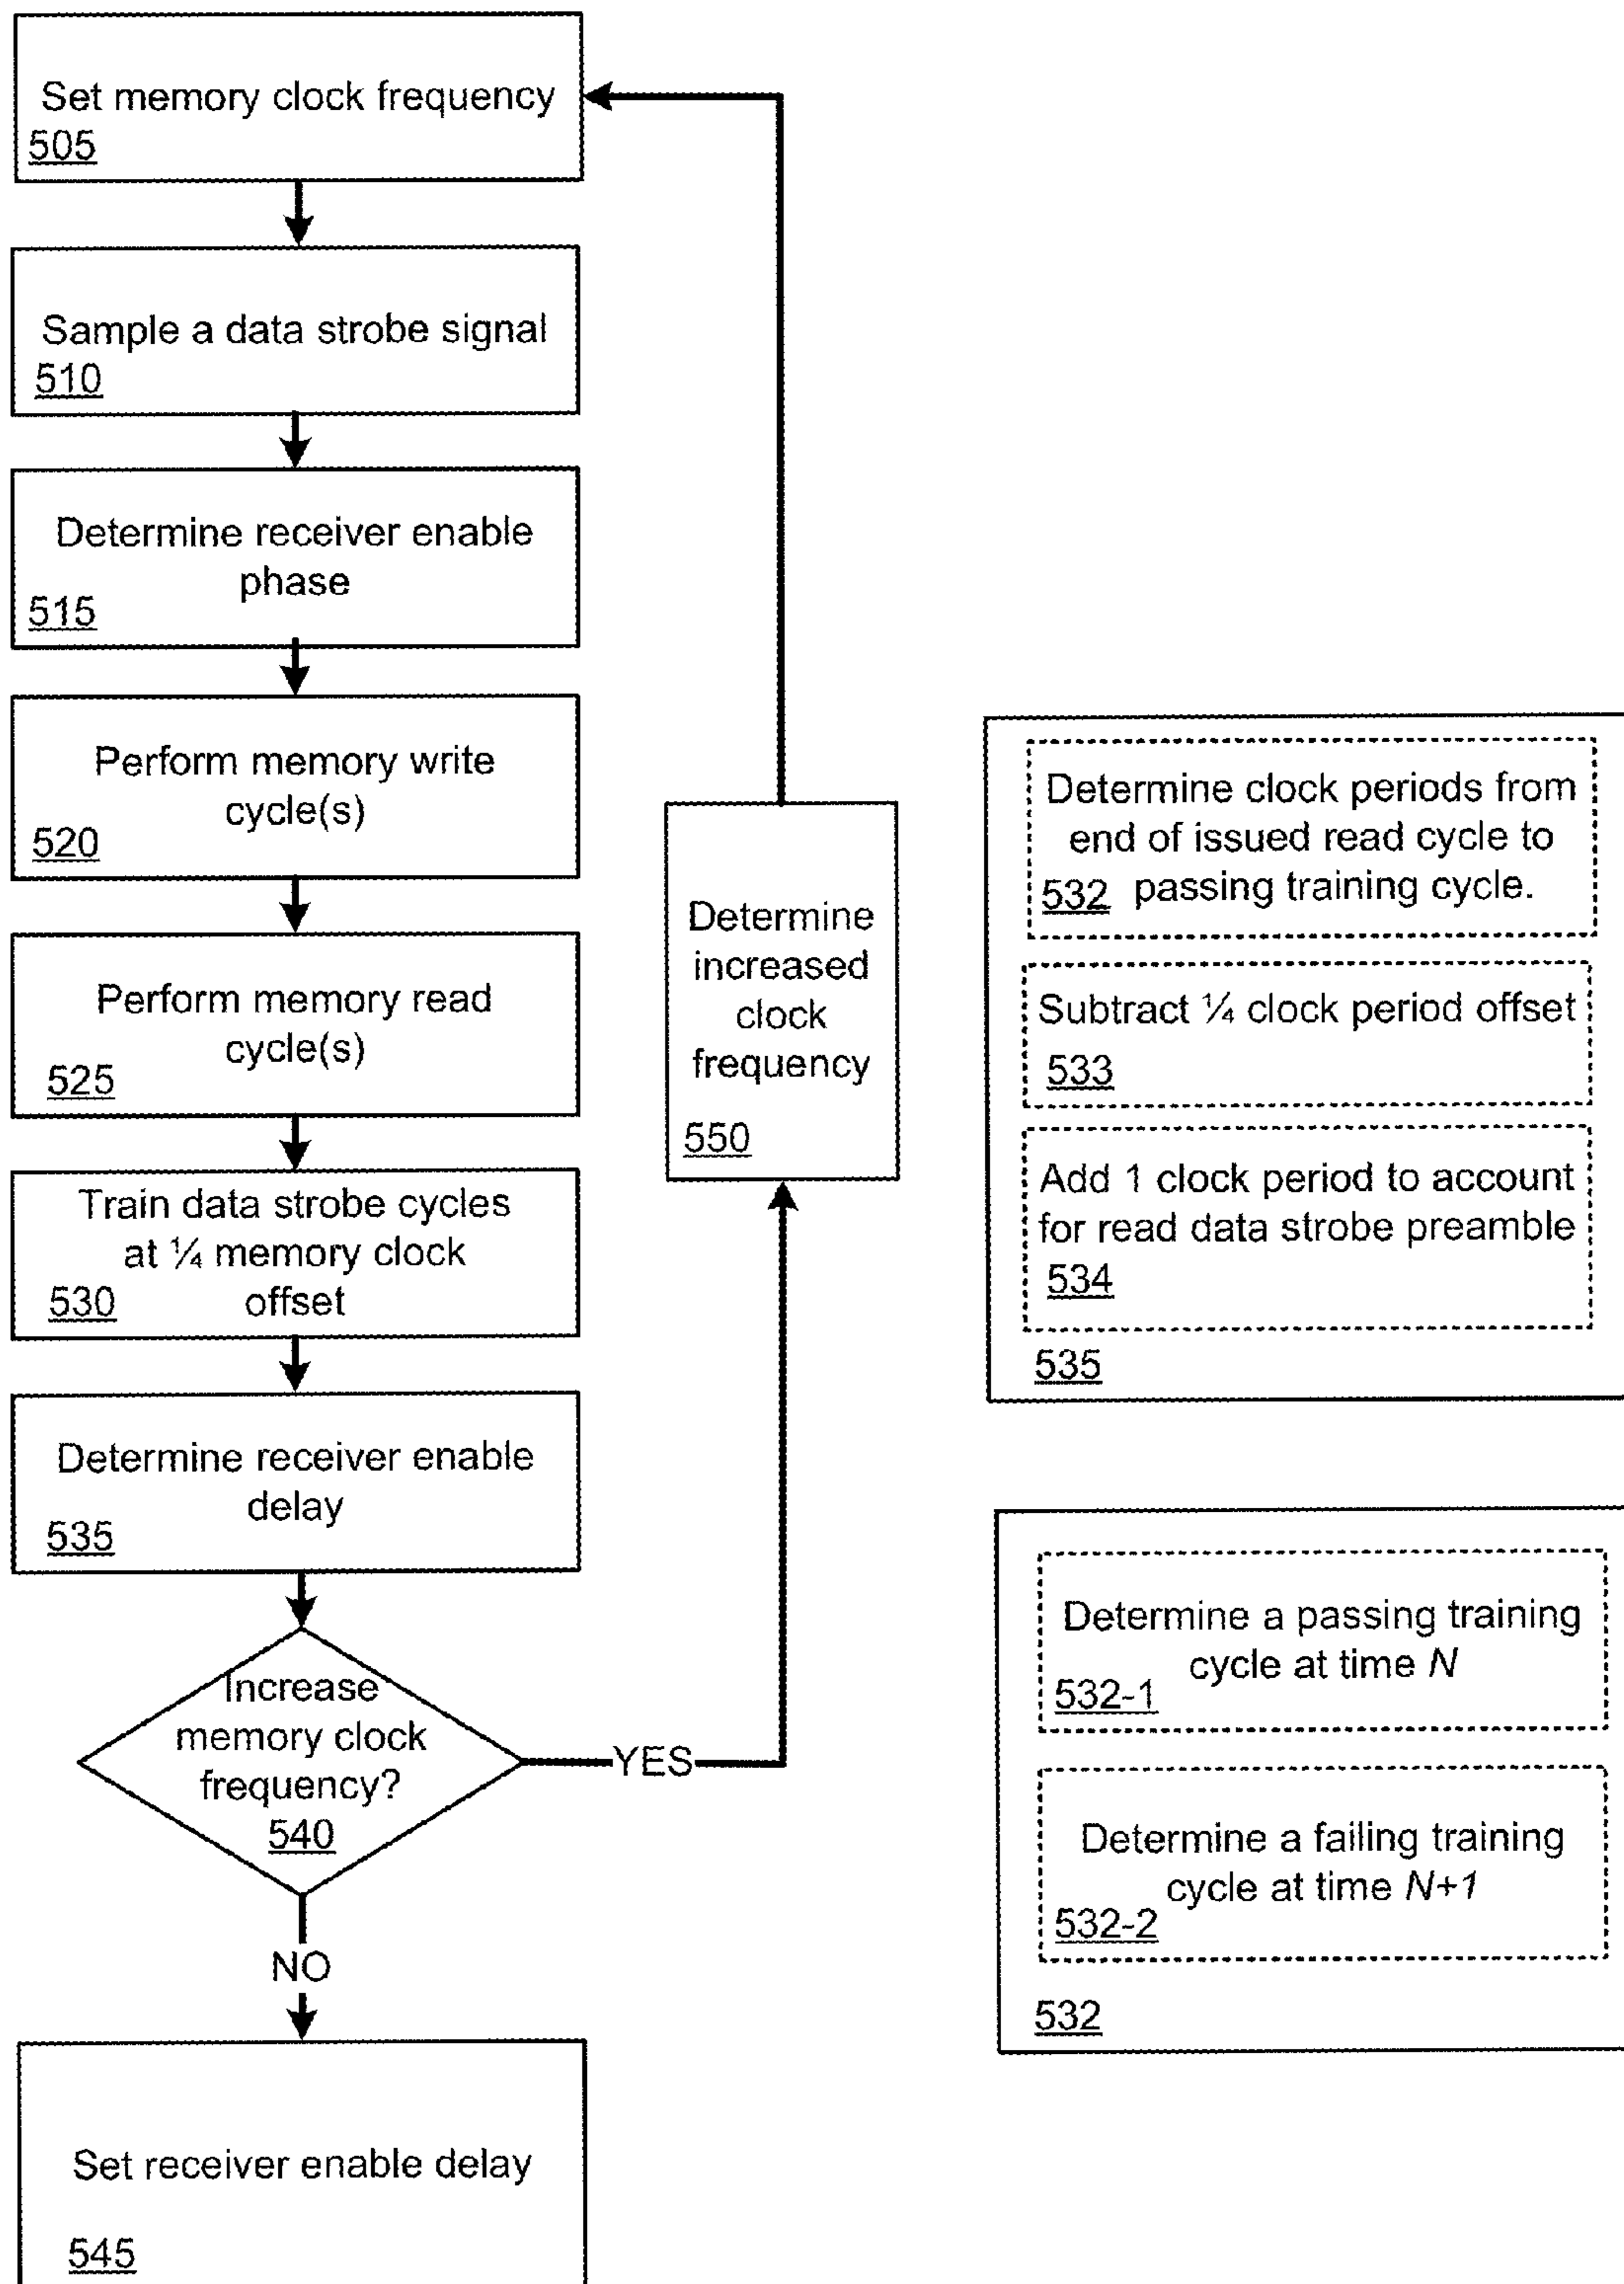 Set memory clock frequency
505
Sample a data strobe signal
510
Determine receiver enable
phase
515
Perform memory write
cycle(s)
520
Perform memory read
cycle(s)
525
Train data strobe cycles
at ¼ memory clock
offset
530
Determine receiver enable
delay
535
Increase
memory clock
frequency?
540
YES
NO
Set receiver enable delay
545
Determine
increased
clock
frequency
550
Determine clock periods from
end of issued read cycle to
532 passing training cycle.
Subtract ¼ clock period offset
533
Add 1 clock period to account
for read data strobe preamble
534
535
Determine a passing training
cycle at time N
532-1
Determine a failing training
cycle at time N+1
532-2
532